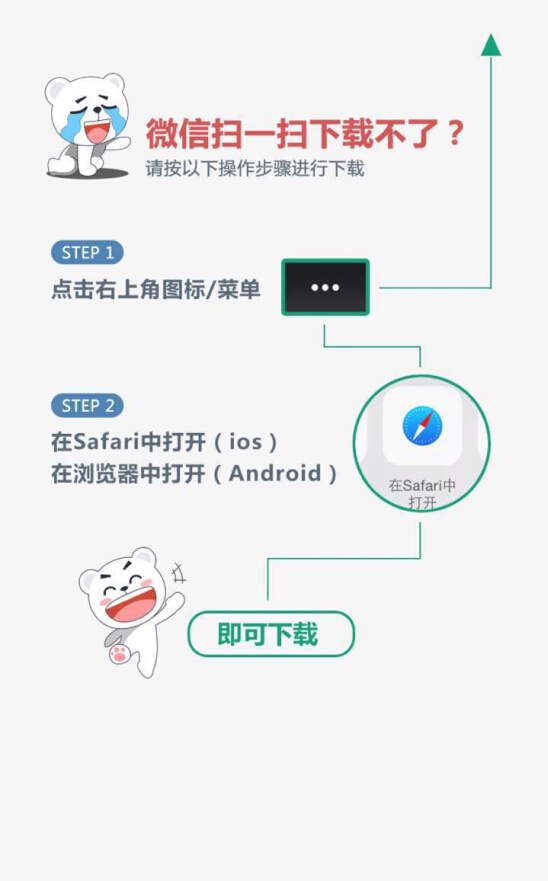 微信扫一扫下载不了？
请按以下操作步骤进行下载
STEP 1
点击右上角图标/菜单
STEP 2
在Safari中打开（ios）
在浏览器中打开（Android）
在Safari中
打开
即可下载